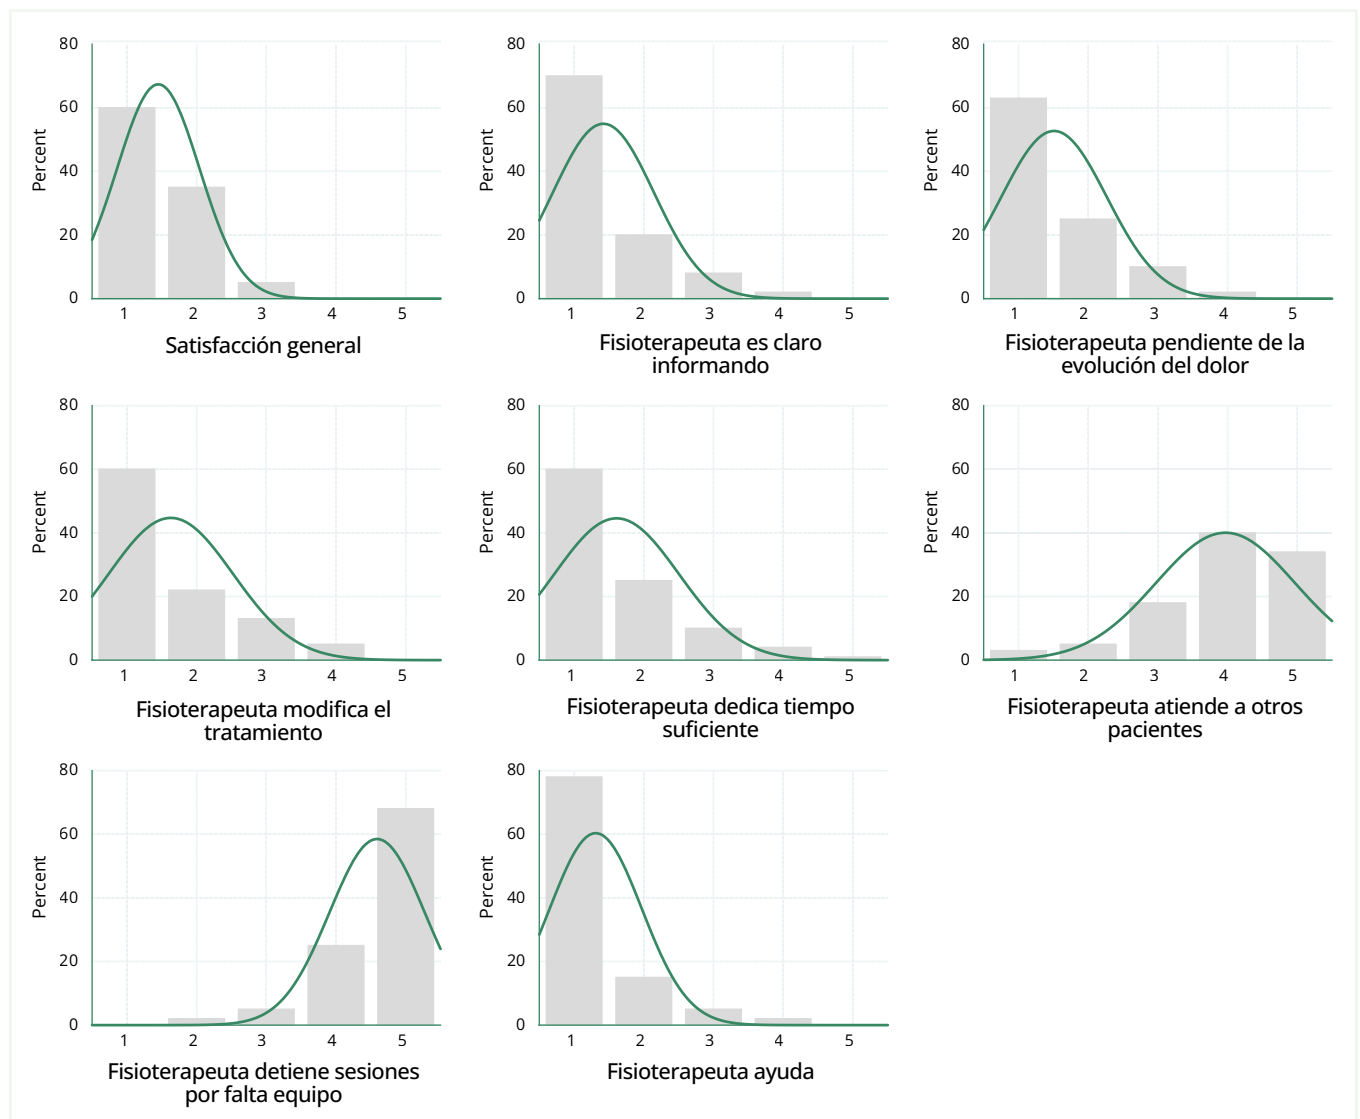 80
60
40
20
0
Percent
1 2 3 4 5
Satisfacción general
80
60
40
20
0
Percent
1 2 3 4 5
Fisioterapeuta es claro
informando
80
60
40
20
0
Percent
1 2 3 4 5
Fisioterapeuta pendiente de la
evolución del dolor
80
60
40
20
0
Percent
1 2 3 4 5
Fisioterapeuta modifica el
tratamiento
80
60
40
20
0
Percent
1 2 3 4 5
Fisioterapeuta dedica tiempo
suficiente
80
60
40
20
0
Percent
1 2 3 4 5
Fisioterapeuta atiende a otros
pacientes
80
60
40
20
0
Percent
1 2 3 4 5
Fisioterapeuta detiene sesiones
por falta equipo
80
60
40
20
0
Percent
1 2 3 4 5
Fisioterapeuta ayuda